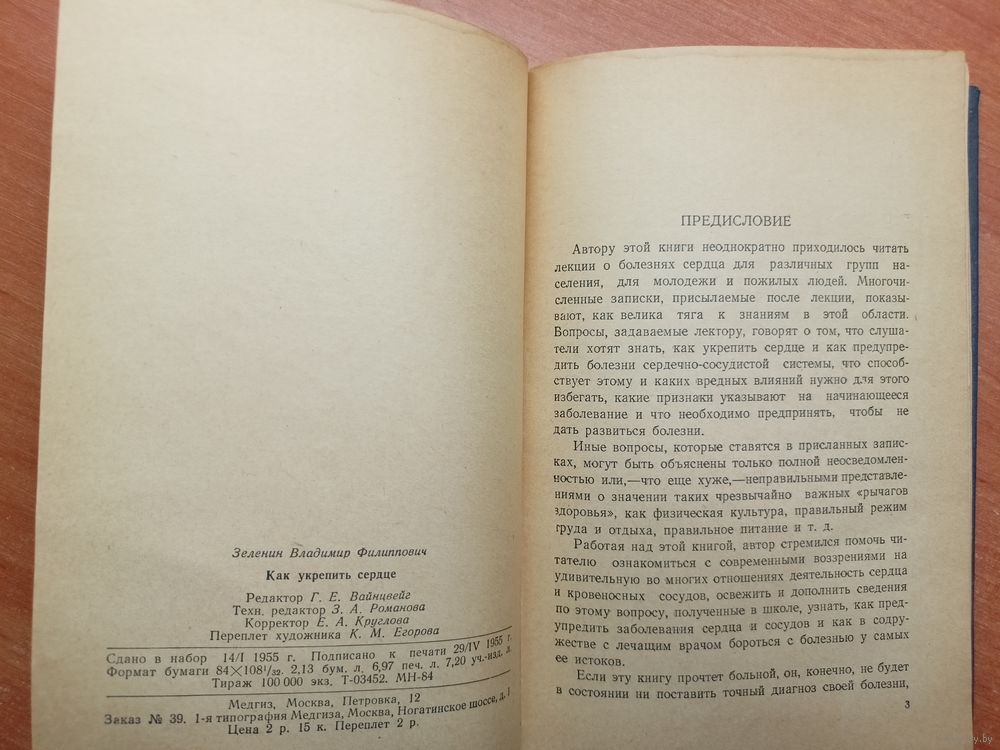 Зеленин Владимир Филиппович
Как укрепить сердце
Редактор Г. Е. Вайнцвейг
Техн. редактор З. А. Романова
Корректор Е. А. Круглова
Переплет художника К. М. Егорова
Сдано в набор 14/I 1955 г. Подписано к печати 29/IV 1955 г.
Формат бумаги 84×108¹/₃₂. 2,13 бум. л. 6,97 печ. л. 7,20 уч.-изд. л.
Тираж 100 000 экз. Т-03452. МН-84
Медгиз, Москва, Петровка, 12
Заказ № 39. 1-я типография Медгиза, Москва, Ногатинское шоссе, д. 1
Цена 2 р. 15 к. Переплет 2 р.
ПРЕДИСЛОВИЕ
Автору этой книги неоднократно приходилось читать
лекции о болезнях сердца для различных групп на-
селения, для молодежи и пожилых людей. Многочи-
сленные записки, присылаемые после лекции, показы-
вают, как велика тяга к знаниям в этой области.
Вопросы, задаваемые лектору, говорят о том, что слуша-
тели хотят знать, как укрепить сердце и как предупре-
дить болезни сердечно-сосудистой системы, что способ-
ствует этому и каких вредных влияний нужно для этого
избегать, какие признаки указывают на начинающееся
заболевание и что необходимо предпринять, чтобы не
дать развиться болезни.
Иные вопросы, которые ставятся в присланных запис-
ках, могут быть объяснены только полной неосведомлен-
ностью или,—что еще хуже,—неправильными представле-
ниями о значении таких чрезвычайно важных «рычагов
здоровья», как физическая культура, правильный режим
труда и отдыха, правильное питание и т. д.
Работая над этой книгой, автор стремился помочь чи-
тателю ознакомиться с современными воззрениями на
удивительную во многих отношениях деятельность сердца
и кровеносных сосудов, освежить и дополнить сведения
по этому вопросу, полученные в школе, узнать, как пред-
упредить заболевания сердца и сосудов и как в содру-
жестве с лечащим врачом бороться с болезнью у самых
ее истоков.
Если эту книгу прочтет больной, он, конечно, не будет
в состоянии ни поставить точный диагноз своей болезни,
3